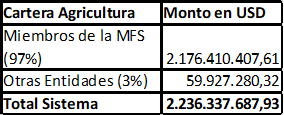 Cartera Agricultura Monto en USD
Miembros de la MFS
(97%) 2.176.410.407,61
Otras Entidades (3%) 59.927.280,32
Total Sistema 2.236.337.687,93